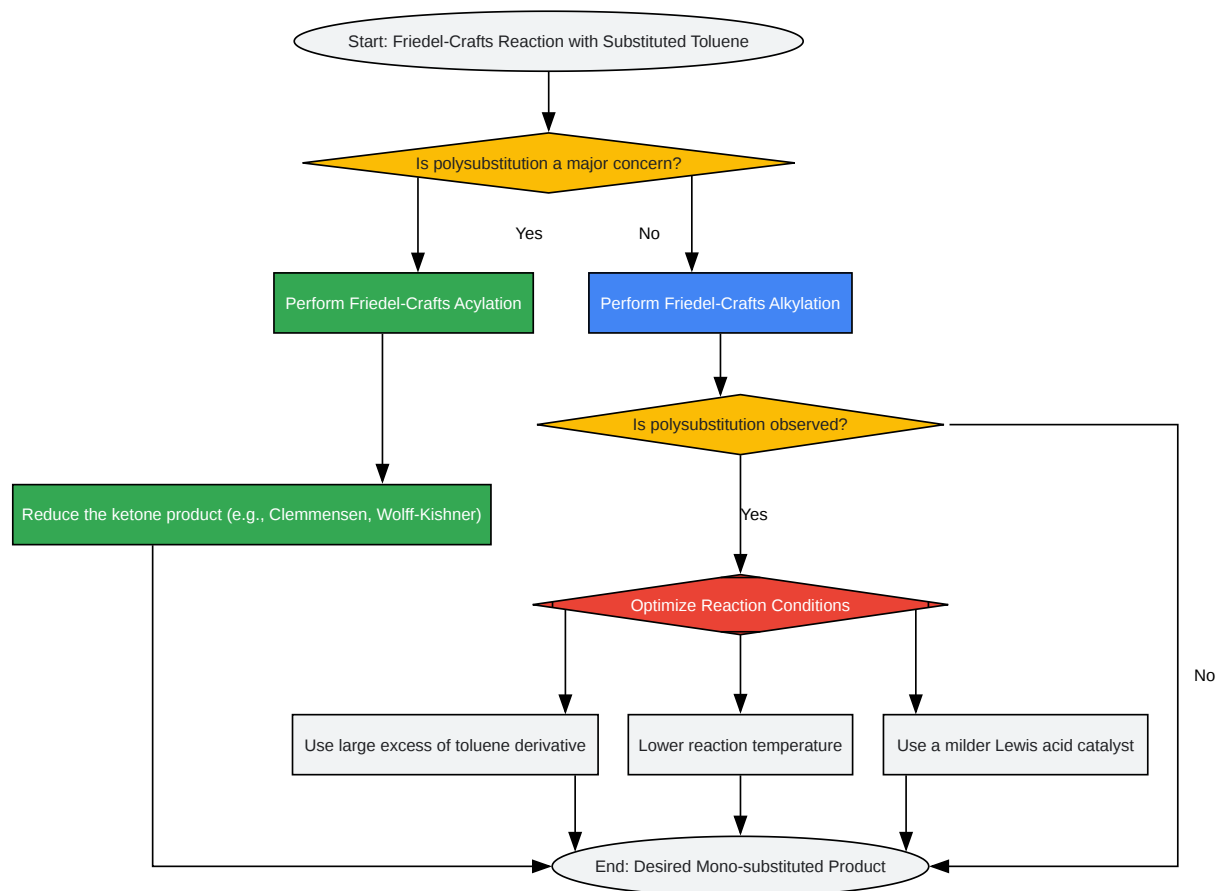 Start: Friedel-Crafts Reaction with Substituted Toluene
Is polysubstitution a major concern?
Yes
No
Perform Friedel-Crafts Acylation
Perform Friedel-Crafts Alkylation
Is polysubstitution observed?
Reduce the ketone product (e.g., Clemmensen, Wolff-Kishner)
Yes
Optimize Reaction Conditions
No
Use large excess of toluene derivative
Lower reaction temperature
Use a milder Lewis acid catalyst
End: Desired Mono-substituted Product